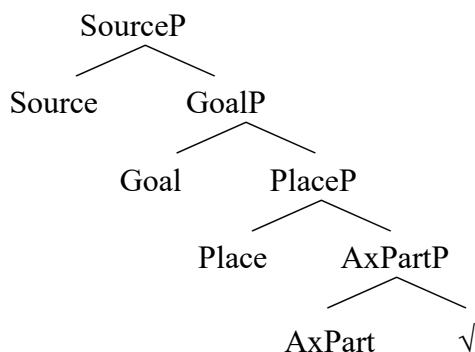 SourceP
Source GoalP
Goal PlaceP
Place AxPartP
AxPart √